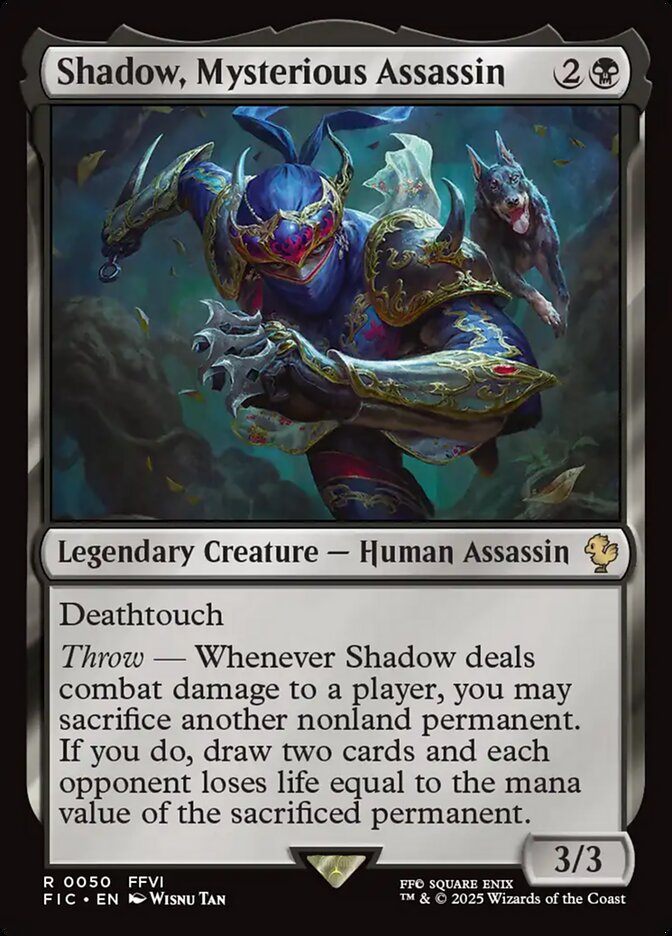 Shadow, Mysterious Assassin 2
Legendary Creature — Human Assassin
Deathtouch
Throw — Whenever Shadow deals
combat damage to a player, you may
sacrifice another nonland permanent.
If you do, draw two cards and each
opponent loses life equal to the mana
value of the sacrificed permanent.
3/3
R 0050 FFVI
FIC • EN Wisnu Tan
FF© SQUARE ENIX
™ & © 2025 Wizards of the Coast